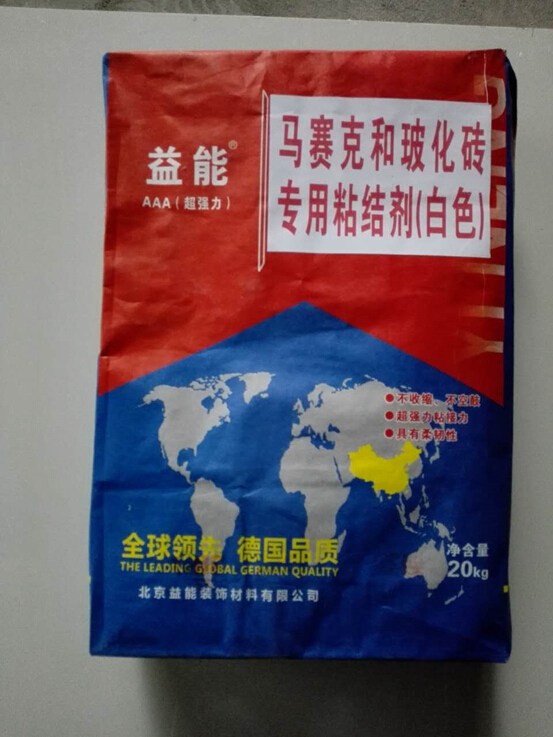 益能®
AAA（超强力）
马赛克和玻化砖
专用粘结剂(白色)
●不收缩、不空鼓
●超强力粘接力
●具有柔韧性
全球领先 德国品质
THE LEADING GLOBAL GERMAN QUALITY
北京益能装饰材料有限公司
净含量
20kg